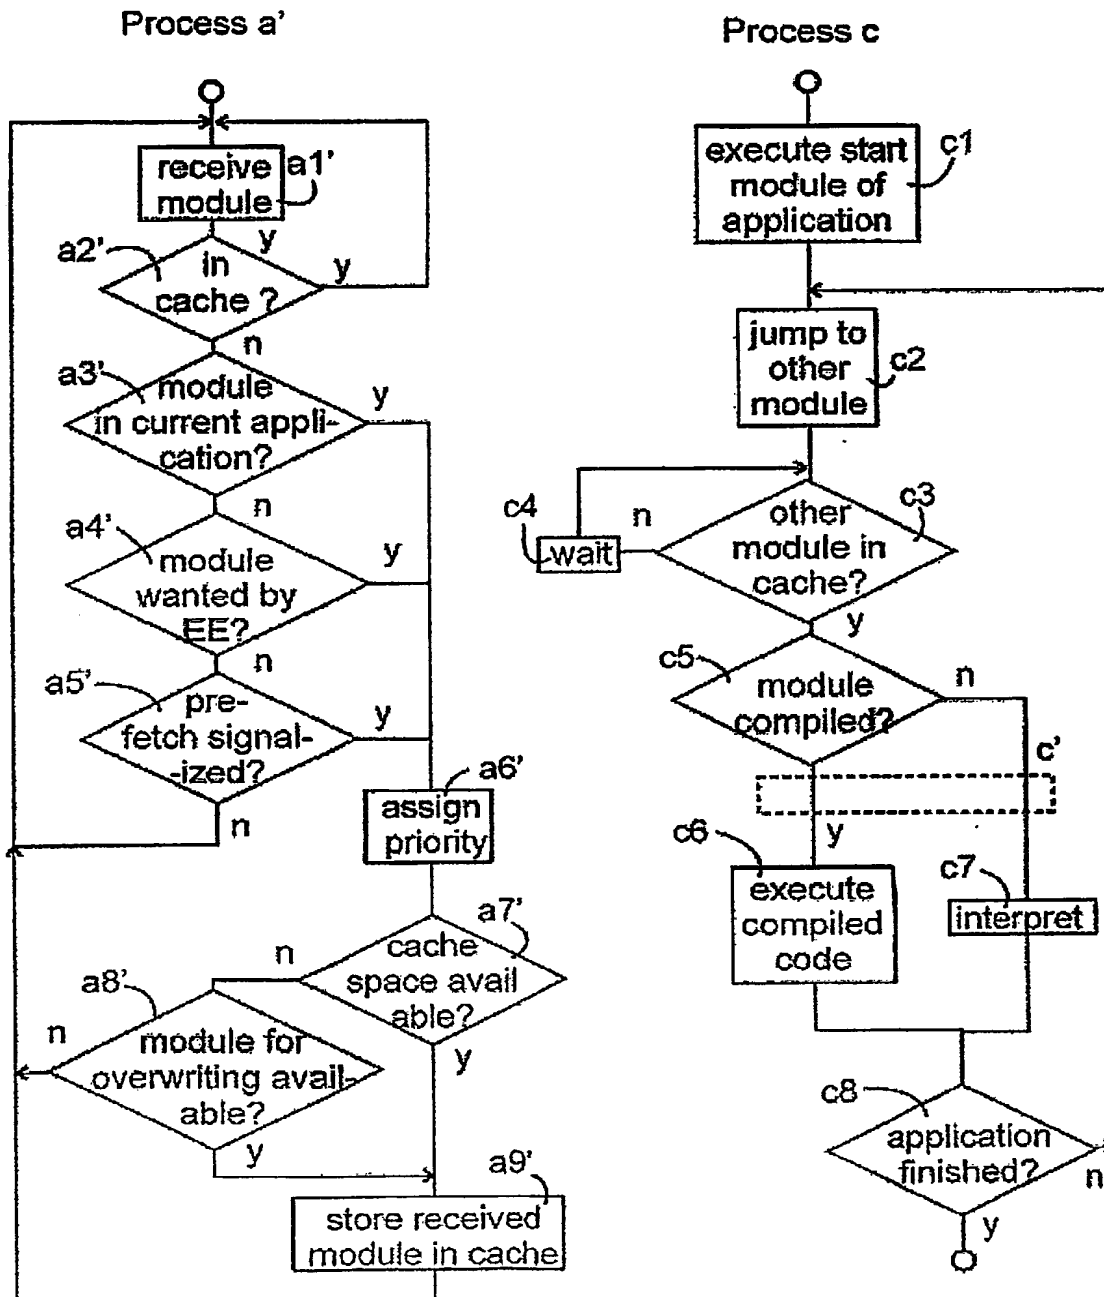 Process a'
receive
module
a1'
y
a2'
in
cache ?
y
n
a3'
module
in current appli-
cation?
y
n
a4'
module
wanted by
EE?
y
n
a5'
pre-
fetch signal-
-ized?
y
n
a6'
assign
priority
a7'
cache
space avail
able?
n
y
a8'
module for
overwriting avail-
able?
n
y
a9'
store received
module in cache
Process c
execute start
module of
application
c1
jump to
other
module
c2
c3
other
module in
cache?
n
c4
wait
y
c5
module
compiled?
n
c'
y
c6
execute
compiled
code
c7
interpret
c8
application
finished?
n
y